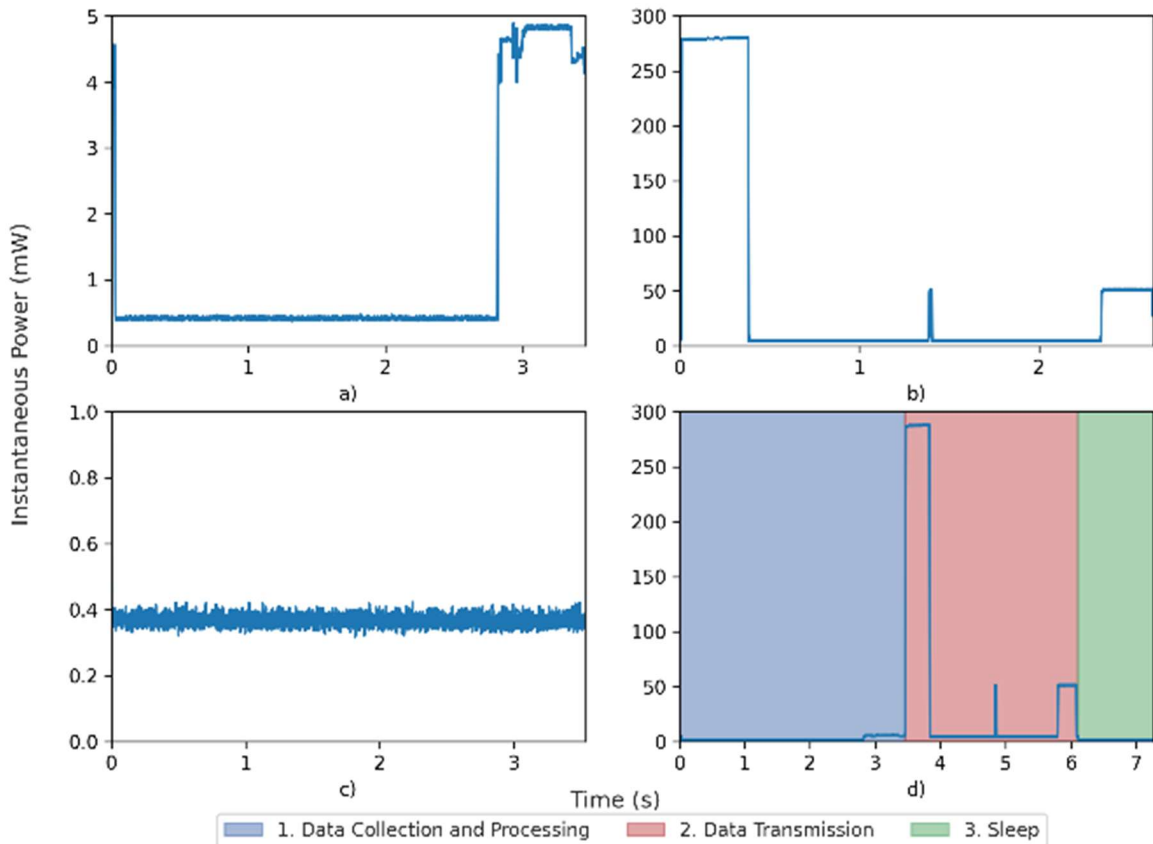 Instantaneous Power (mW)
5
4
3
2
1
0
0 1 2 3
a)
300
250
200
150
100
50
0
0 1 2
b)
1.0
0.8
0.6
0.4
0.2
0.0
0 1 2 3
c)
300
250
200
150
100
50
0
0 1 2 3 4 5 6 7
d)
Time (s)
1. Data Collection and Processing 2. Data Transmission 3. Sleep